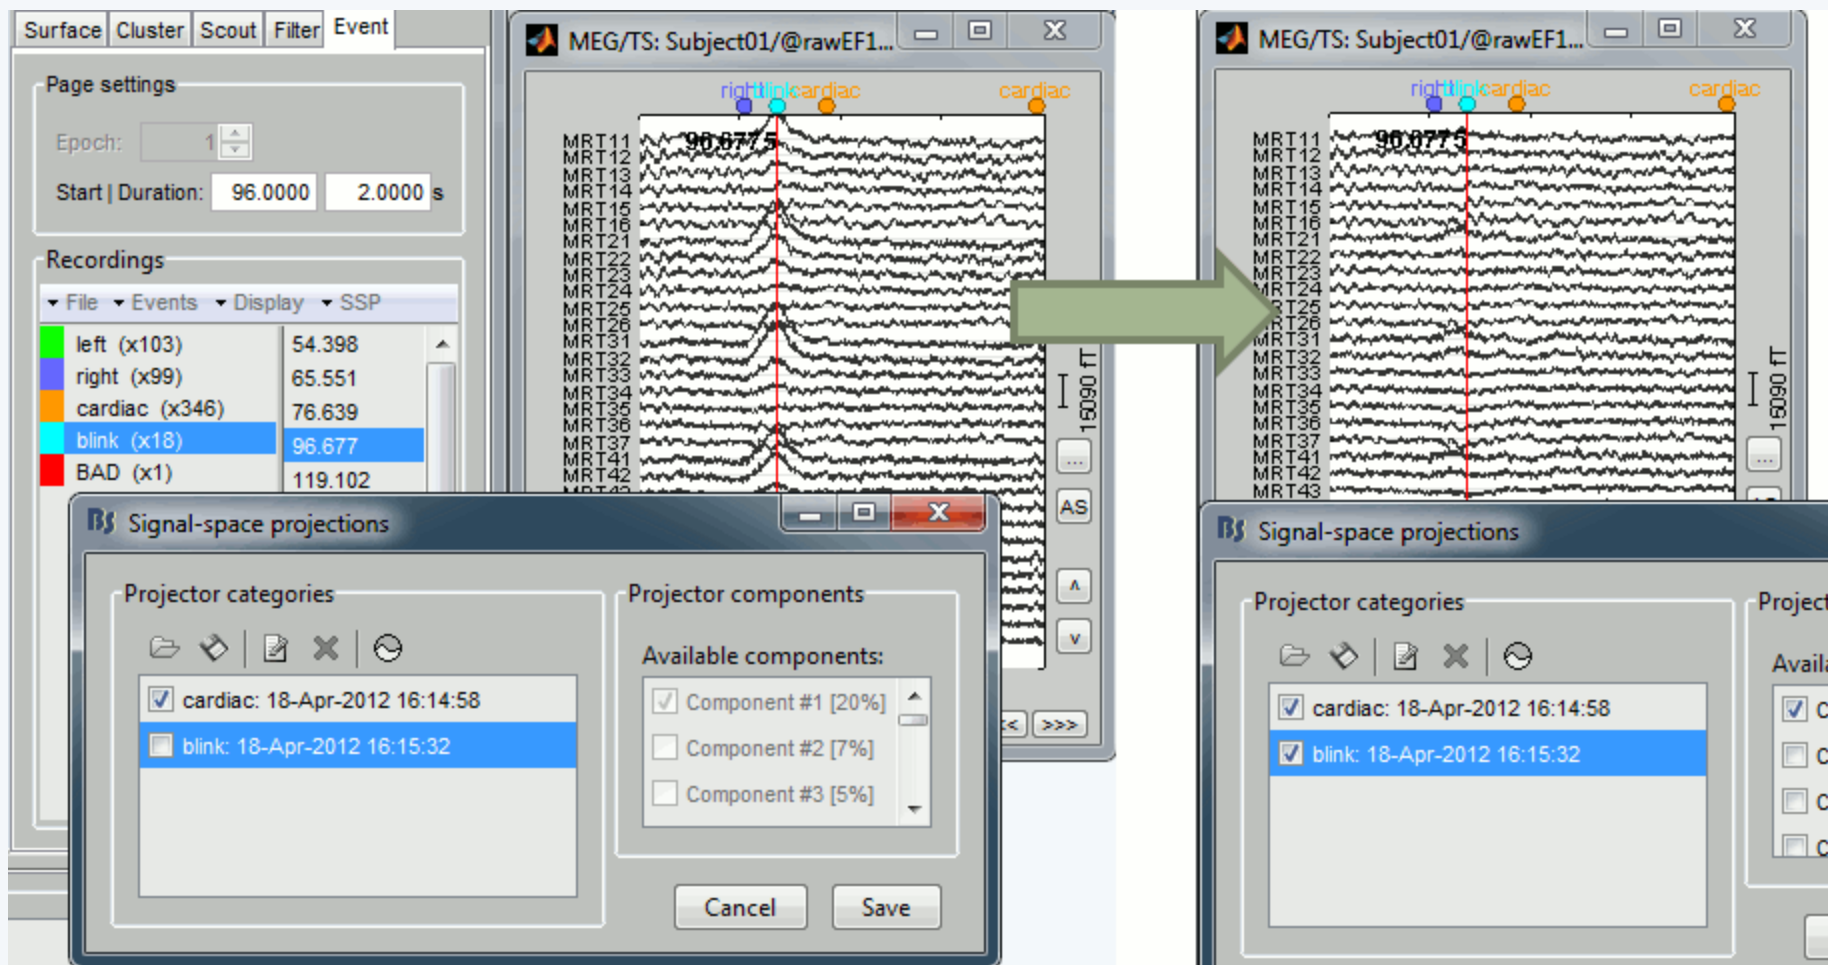 Surface Cluster Scout Filter Event
Page settings
Epoch: 1
Start | Duration: 96.0000 2.0000 s
Recordings
File Events Display SSP
left (x103) 54.398
right (x99) 65.551
cardiac (x346) 76.639
blink (x18) 96.677
BAD (x1) 119.102
MEG/TS: Subject01/@rawEF1...
right blink cardiac cardiac
96.6775
MRT11
MRT12
MRT13
MRT14
MRT15
MRT16
MRT21
MRT22
MRT23
MRT24
MRT25
MRT26
MRT31
MRT32
MRT33
MRT34
MRT35
MRT36
MRT37
MRT41
MRT42
16090 fT
...
AS
>>>
Signal-space projections
Projector categories
cardiac: 18-Apr-2012 16:14:58
blink: 18-Apr-2012 16:15:32
Projector components
Available components:
Component #1 [20%]
Component #2 [7%]
Component #3 [5%]
Cancel Save
MEG/TS: Subject01/@rawEF1...
right blink cardiac cardiac
96.6775
MRT11
MRT12
MRT13
MRT14
MRT15
MRT16
MRT21
MRT22
MRT23
MRT24
RT25
RT26
MRT31
MRT32
MRT33
MRT34
MRT35
MRT36
MRT37
MRT41
MRT42
MRT43
16090 fT
...
Signal-space projections
Projector categories
cardiac: 18-Apr-2012 16:14:58
blink: 18-Apr-2012 16:15:32
Project
Availa
C
C
C
C